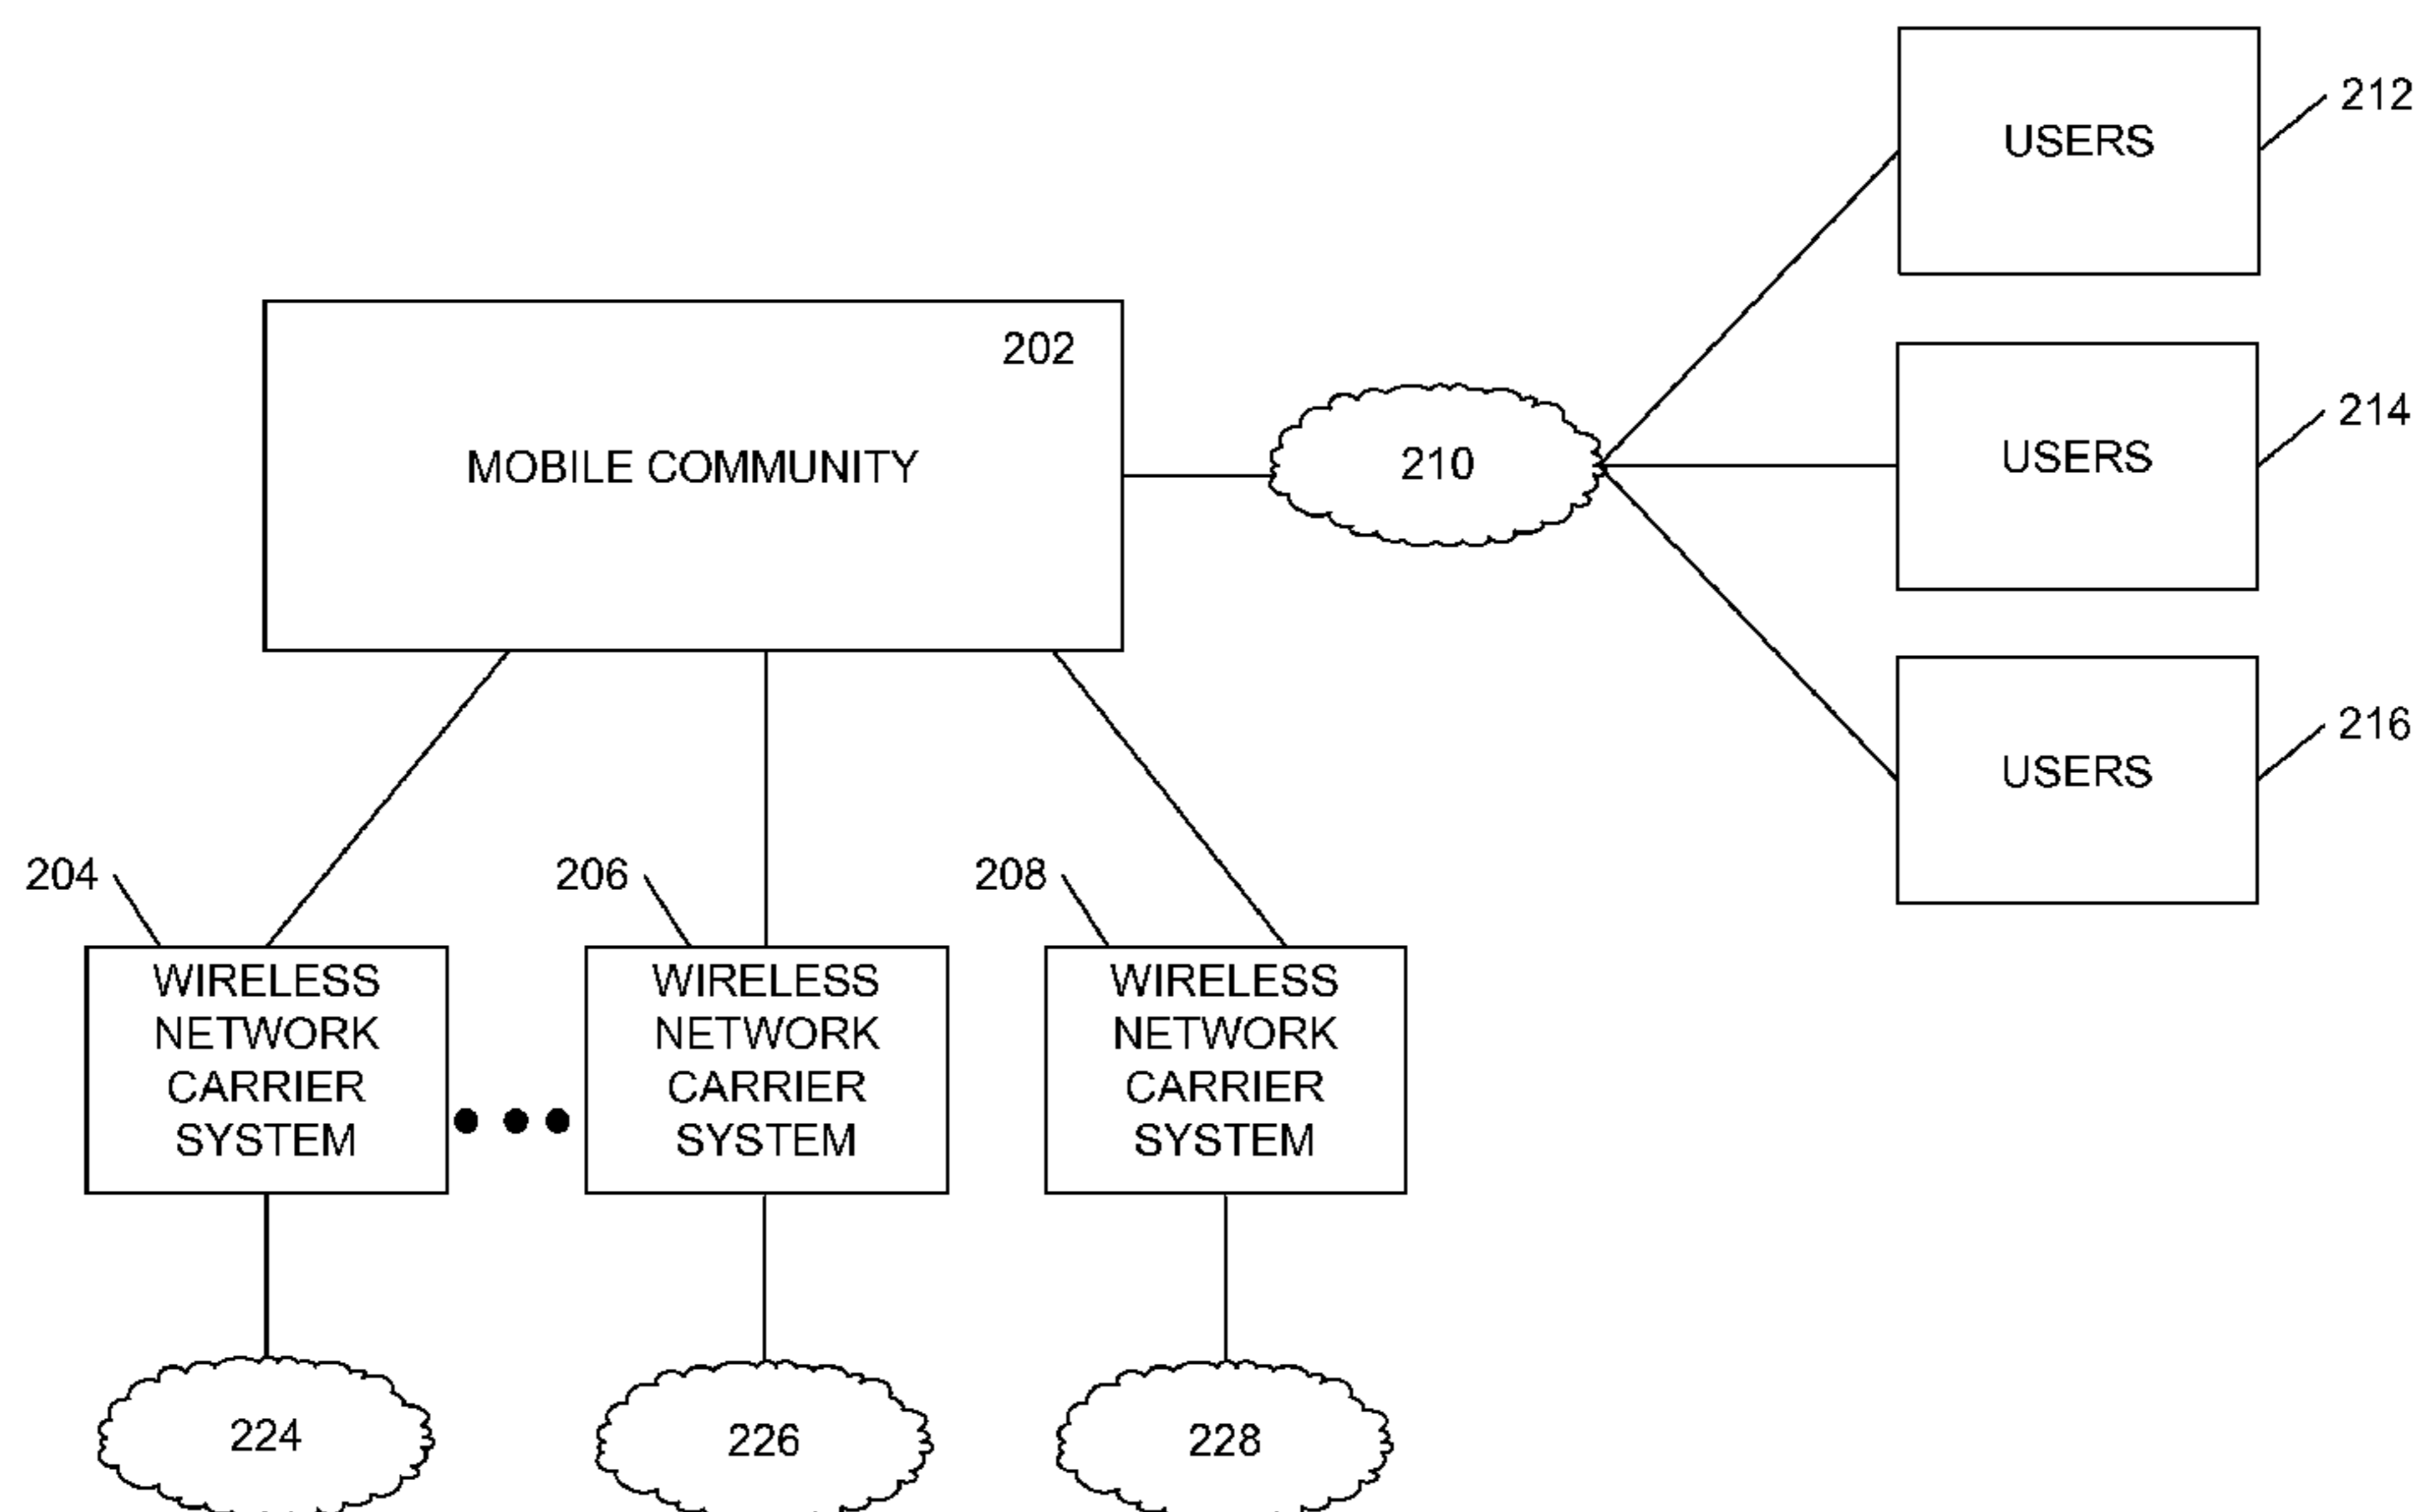 USERS
212
202
MOBILE COMMUNITY
210
USERS
214
USERS
216
204
206
208
WIRELESS
NETWORK
CARRIER
SYSTEM
WIRELESS
NETWORK
CARRIER
SYSTEM
WIRELESS
NETWORK
CARRIER
SYSTEM
224
226
228